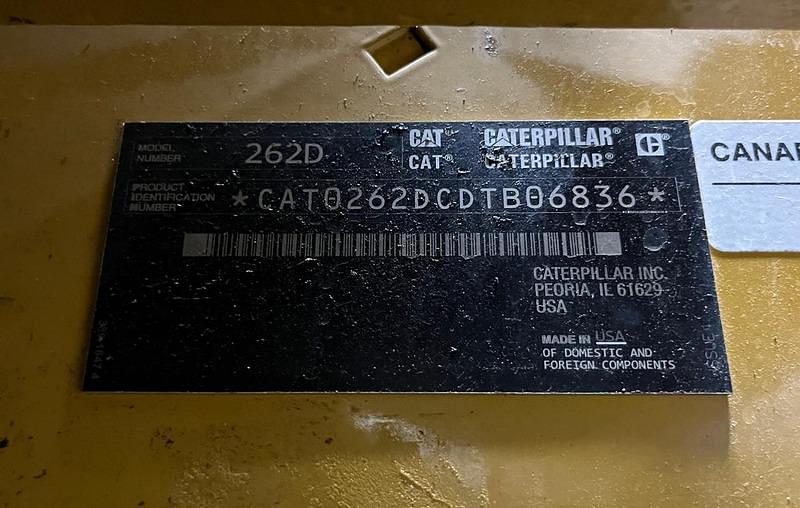 MODEL
NUMBER
262D
CAT CATERPILLAR®
CAT® CATERPILLAR® C®
PRODUCT
IDENTIFICATION
NUMBER
*CAT0262DCDTB06836*
CATERPILLAR INC.
PEORIA, IL 61629
USA
MADE IN USA
OF DOMESTIC AND
FOREIGN COMPONENTS